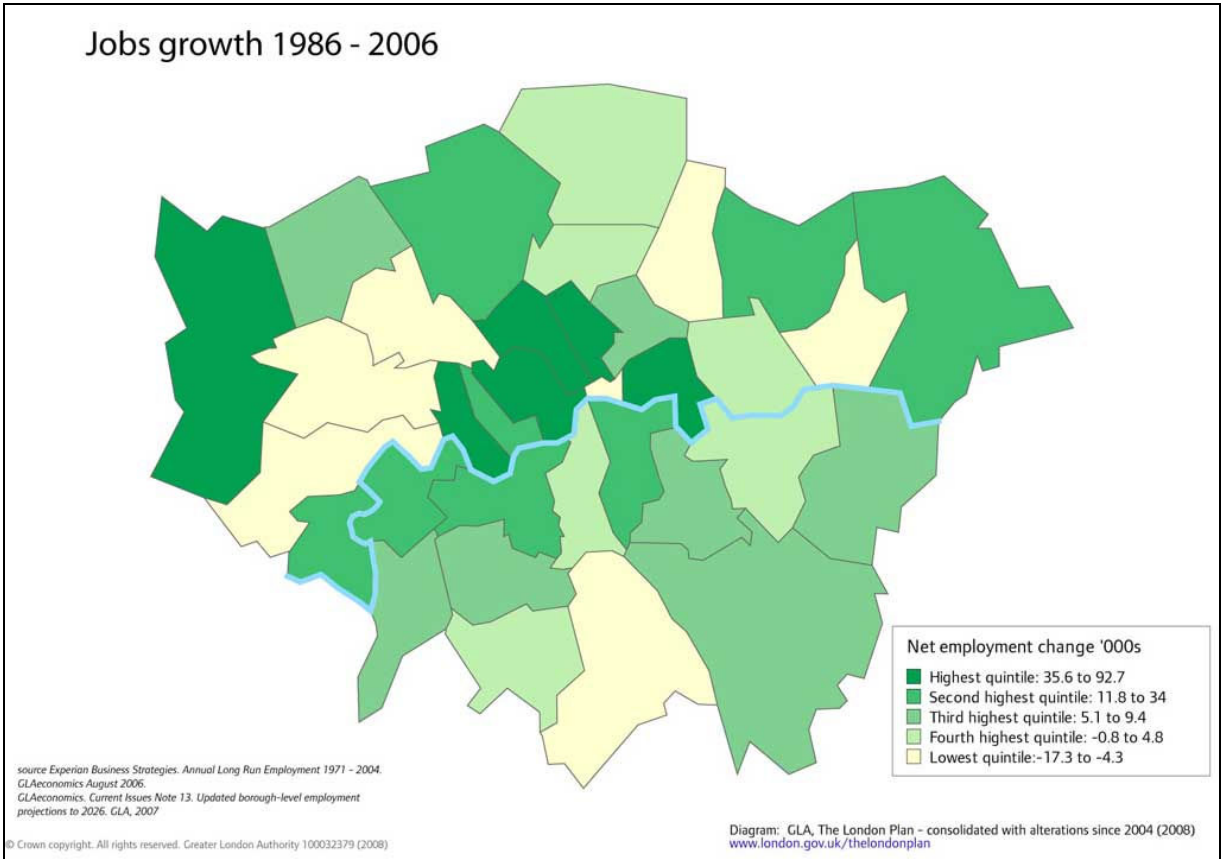 Jobs growth 1986 - 2006
Net employment change '000s
Highest quintile: 35.6 to 92.7
Second highest quintile: 11.8 to 34
Third highest quintile: 5.1 to 9.4
Fourth highest quintile: -0.8 to 4.8
Lowest quintile:-17.3 to -4.3
source Experian Business Strategies. Annual Long Run Employment 1971 - 2004.
GLAeconomics August 2006.
GLAeconomics. Current Issues Note 13. Updated borough-level employment
projections to 2026. GLA, 2007
© Crown copyright. All rights reserved. Greater London Authority 100032379 (2008)
Diagram: GLA, The London Plan - consolidated with alterations since 2004 (2008)
www.london.gov.uk/thelondonplan